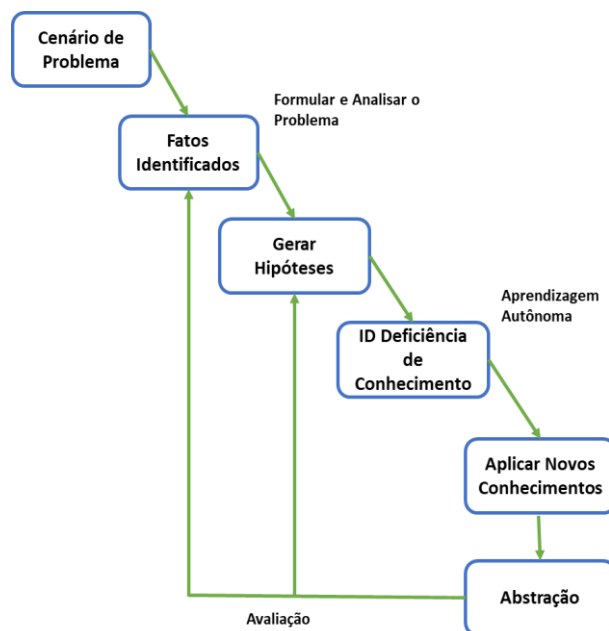 Cenário de
Problema
Formular e Analisar o
Problema
Fatos
Identificados
Gerar
Hipóteses
Aprendizagem
Autônoma
ID Deficiência
de
Conhecimento
Aplicar Novos
Conhecimentos
Abstração
Avaliação